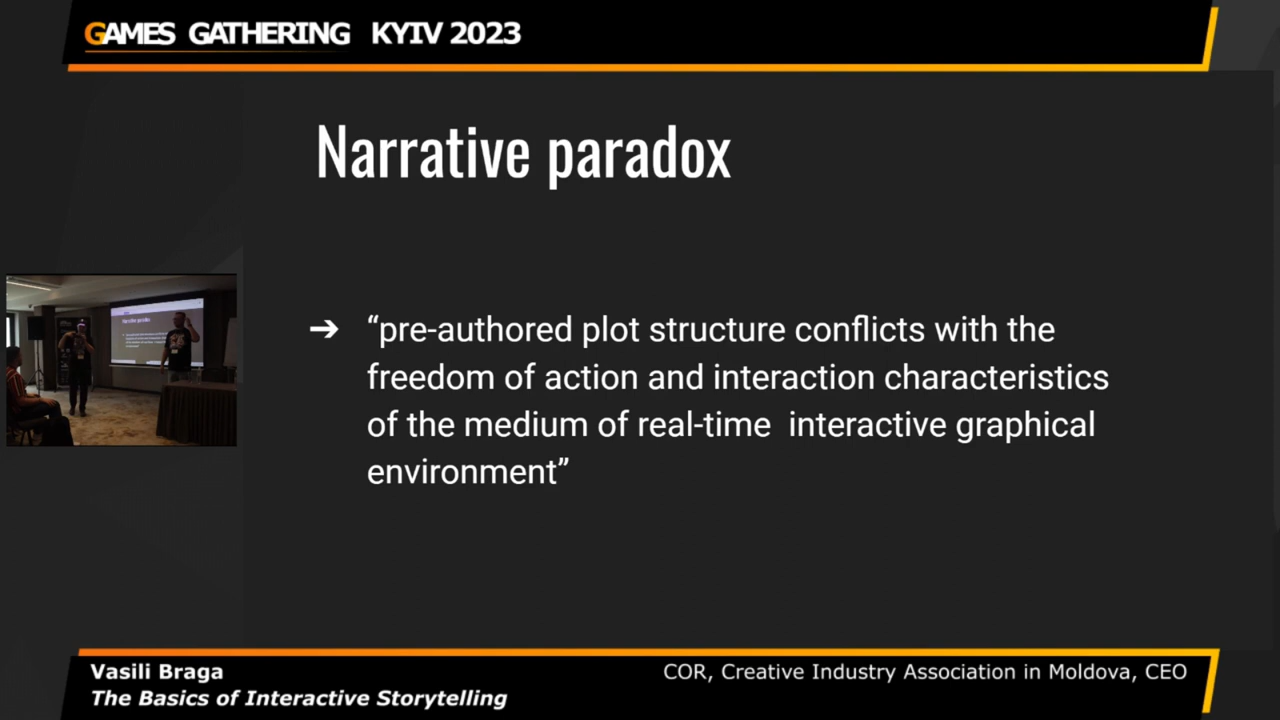 GAMES GATHERING KYIV 2023
Narrative paradox
➔ “pre-authored plot structure conflicts with the
freedom of action and interaction characteristics
of the medium of real-time interactive graphical
environment”
Vasili Braga
The Basics of Interactive Storytelling
COR, Creative Industry Association in Moldova, CEO